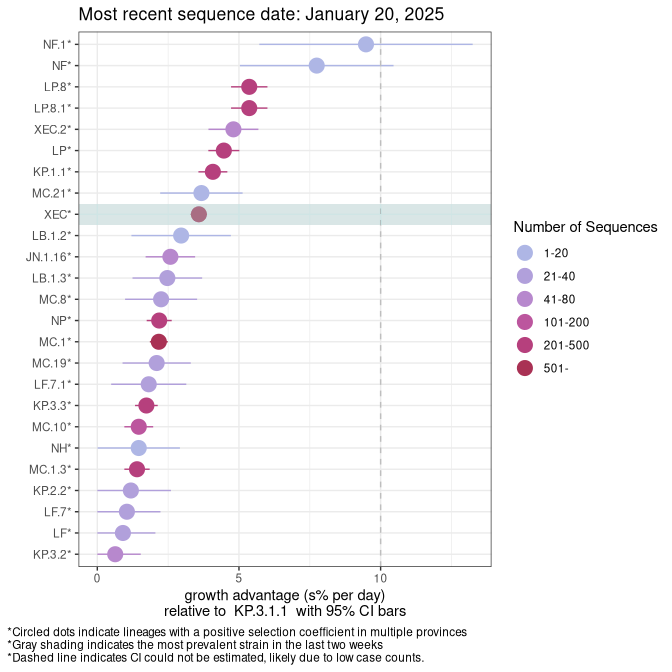 Most recent sequence date: January 20, 2025
NF.1*
NF*
LP.8*
LP.8.1*
XEC.2*
LP*
KP.1.1*
MC.21*
XEC*
LB.1.2*
JN.1.16*
LB.1.3*
MC.8*
NP*
MC.1*
MC.19*
LF.7.1*
KP.3.3*
MC.10*
NH*
MC.1.3*
KP.2.2*
LF.7*
LF*
KP.3.2*
0 5 10
growth advantage (s% per day)
relative to KP.3.1.1 with 95% CI bars
Number of Sequences
1-20
21-40
41-80
101-200
201-500
501-
*Circled dots indicate lineages with a positive selection coefficient in multiple provinces
*Gray shading indicates the most prevalent strain in the last two weeks
*Dashed line indicates CI could not be estimated, likely due to low case counts.